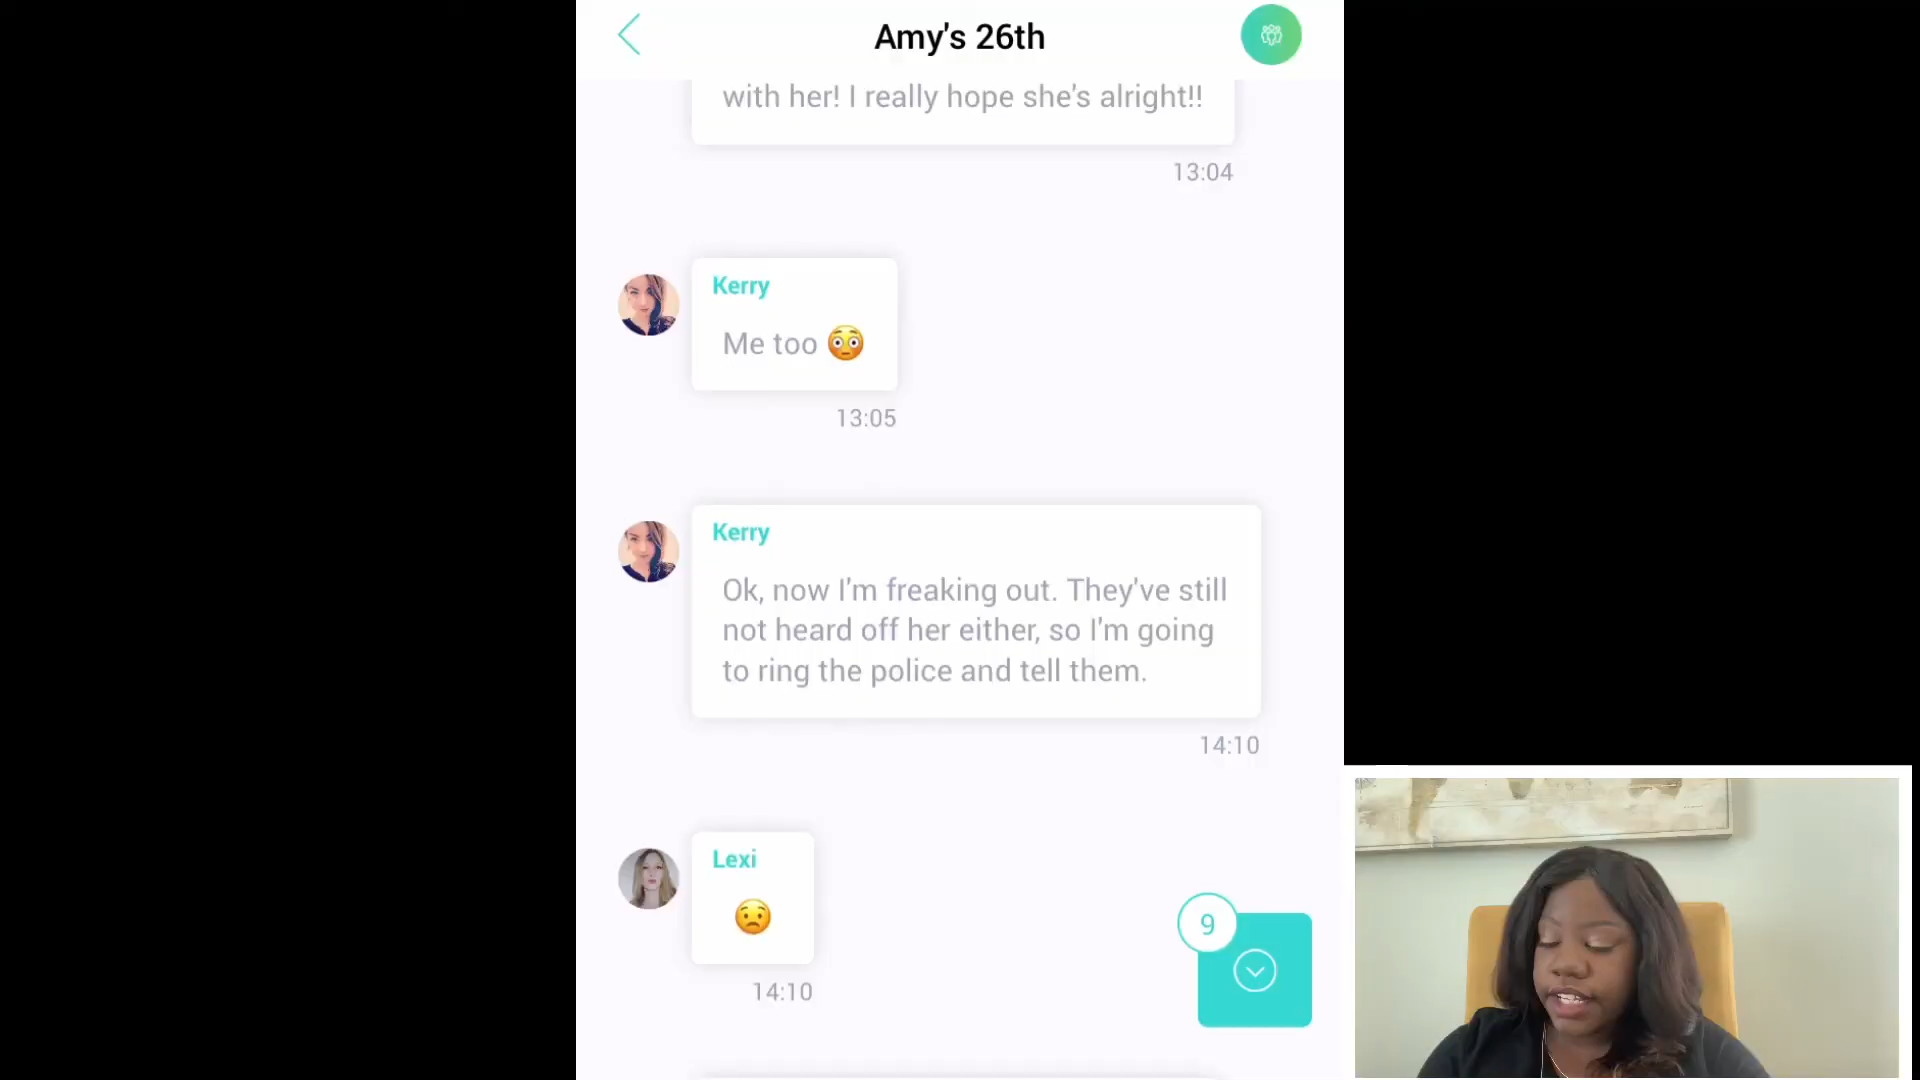 Amy's 26th
with her! I really hope she's alright!!
13:04
Kerry
Me too 😳
13:05
Kerry
Ok, now I'm freaking out. They've still
not heard off her either, so I'm going
to ring the police and tell them.
14:10
Lexi
😟
9
14:10